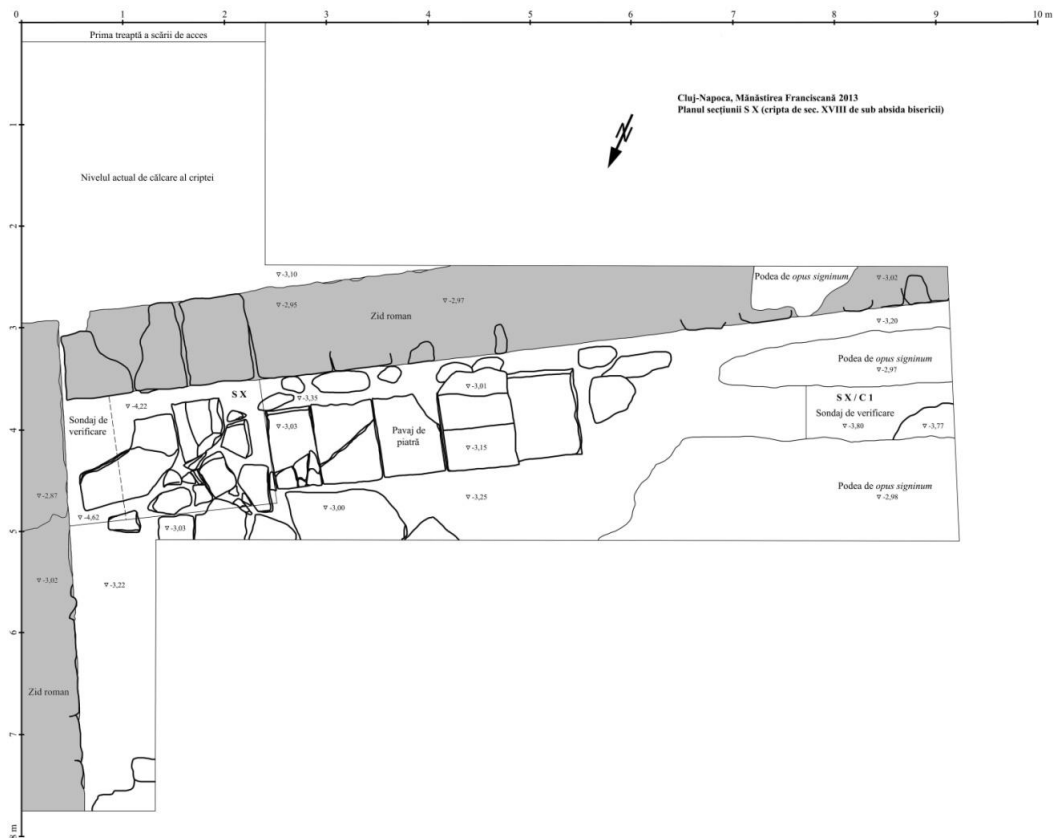 0 1 2 3 4 5 6 7 8 9 10 m
Prima treaptă a scării de acces
Cluj-Napoca, Mănăstirea Franciscană 2013
Planul secțiunii S X (cripta de sec. XVIII de sub absida bisericii)
N
1
Nivelul actual de călcare al criptei
2
-3,10
Podea de opus signinum
-3,02
-2,95
-2,97
Zid roman
3
-3,20
Podea de opus signinum
-2,97
-3,01
S X
-3,35
-4,22
S X / C 1
Sondaj de
verificare
Sondaj de verificare
-3,80
-3,77
4
-3,03
Pavaj de
piatră
-3,15
-2,87
-3,25
Podea de opus signinum
-2,98
-4,62
-3,03
-3,00
5
-3,02
-3,22
6
Zid roman
7
8 m